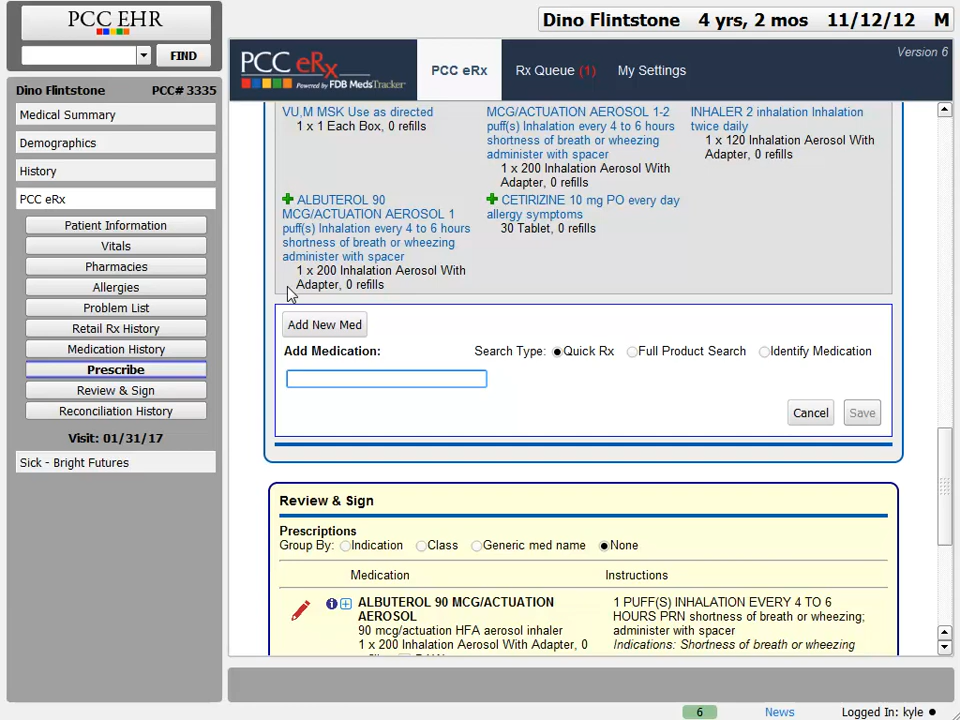 PCC EHR
Dino Flintstone 4 yrs, 2 mos 11/12/12 M
FIND
Dino Flintstone PCC# 3335
Medical Summary
Demographics
History
PCC eRx
Patient Information
Vitals
Pharmacies
Allergies
Problem List
Retail Rx History
Medication History
Prescribe
Review & Sign
Reconciliation History
Visit: 01/31/17
Sick - Bright Futures
PCC eRx
Powered by FDB MedsTracker
PCC eRx
Rx Queue (1)
My Settings
Version 6
VU,M MSK Use as directed
1 x 1 Each Box, 0 refills
MCG/ACTUATION AEROSOL 1-2
puff(s) Inhalation every 4 to 6 hours
shortness of breath or wheezing
administer with spacer
1 x 200 Inhalation Aerosol With
Adapter, 0 refills
INHALER 2 inhalation Inhalation
twice daily
1 x 120 Inhalation Aerosol With
Adapter, 0 refills
ALBUTEROL 90
MCG/ACTUATION AEROSOL 1
puff(s) Inhalation every 4 to 6 hours
shortness of breath or wheezing
administer with spacer
1 x 200 Inhalation Aerosol With
Adapter, 0 refills
CETIRIZINE 10 mg PO every day
allergy symptoms
30 Tablet, 0 refills
Add New Med
Add Medication:
Search Type: Quick Rx Full Product Search Identify Medication
Cancel Save
Review & Sign
Prescriptions
Group By: Indication Class Generic med name None
Medication Instructions
ALBUTEROL 90 MCG/ACTUATION
AEROSOL
90 mcg/actuation HFA aerosol inhaler
1 x 200 Inhalation Aerosol With Adapter, 0
1 PUFF(S) INHALATION EVERY 4 TO 6
HOURS PRN shortness of breath or wheezing;
administer with spacer
Indications: Shortness of breath or wheezing
6 News Logged In: kyle